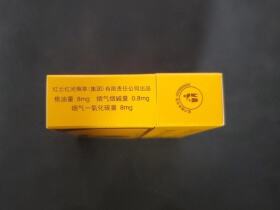 红云红河烟草（集团）有限责任公司出品
焦油量 8mg 烟气烟碱量 0.8mg
烟气一氧化碳量 8mg